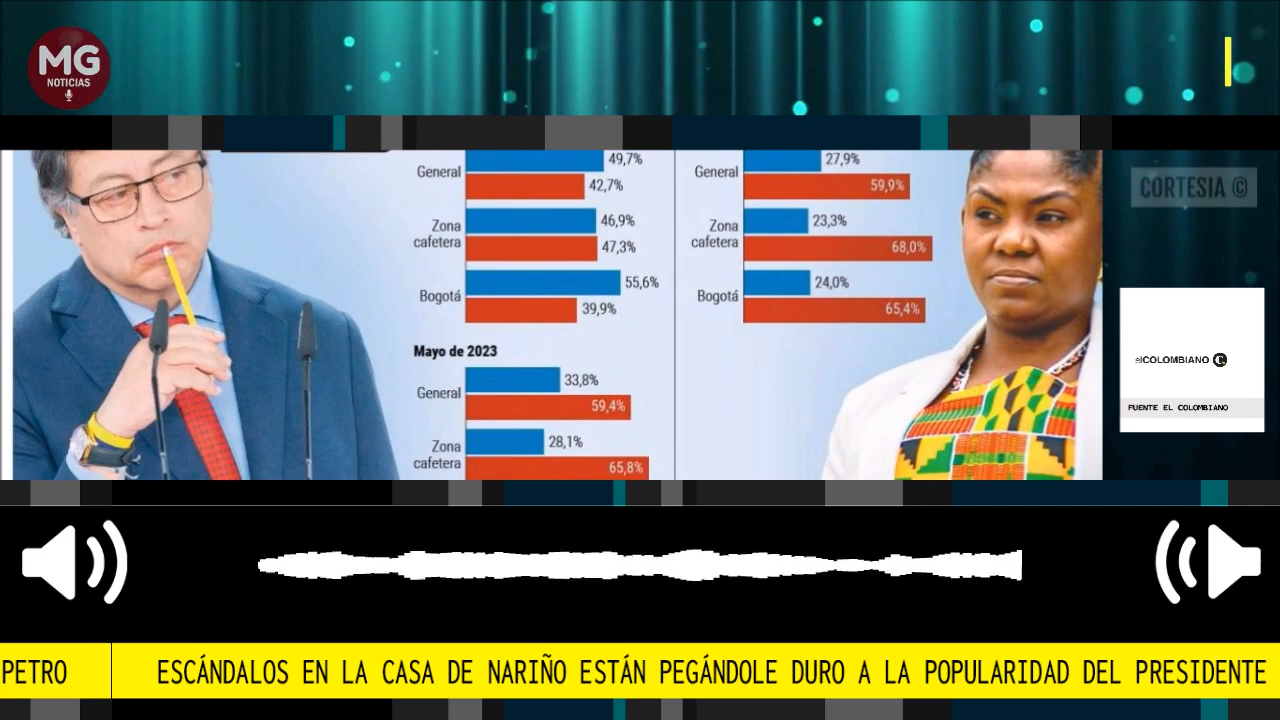 MG
NOTICIAS
General
49,7%
42,7%
Zona
cafetera
46,9%
47,3%
Bogotá
55,6%
39,9%
Mayo de 2023
General
33,8%
59,4%
Zona
cafetera
28,1%
65,8%
General
27,9%
59,9%
Zona
cafetera
23,3%
68,0%
Bogotá
24,0%
65,4%
CORTESIA ©
elCOLOMBIANO
FUENTE EL COLOMBIANO
PETRO
ESCÁNDALOS EN LA CASA DE NARIÑO ESTÁN PEGÁNDOLE DURO A LA POPULARIDAD DEL PRESIDENTE